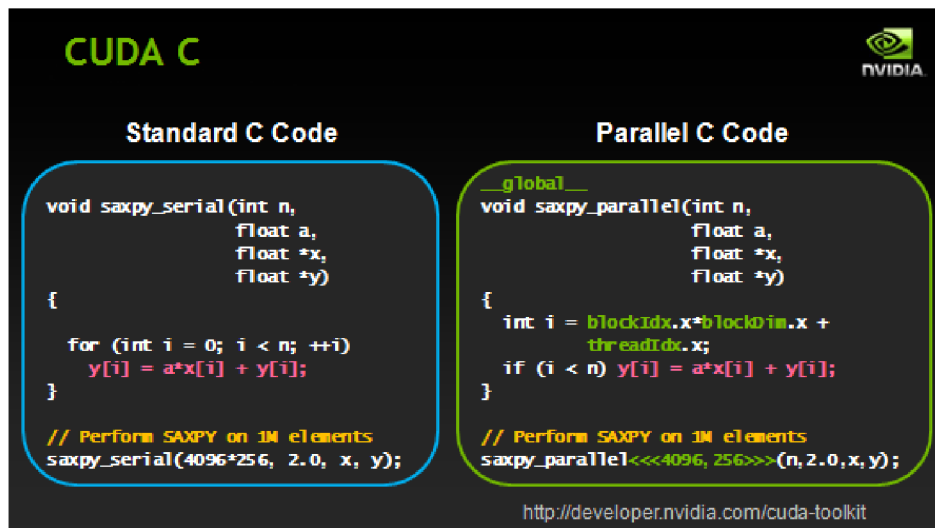 CUDA C
NVIDIA.
Standard C Code
void saxpy_serial(int n,
float a,
float *x,
float *y)
{
for (int i = 0; i < n; ++i)
y[i] = a*x[i] + y[i];
}
// Perform SAXPY on 1M elements
saxpy_serial(4096*256, 2.0, x, y);
Parallel C Code
__global__
void saxpy_parallel(int n,
float a,
float *x,
float *y)
{
int i = blockIdx.x*blockDim.x +
threadIdx.x;
if (i < n) y[i] = a*x[i] + y[i];
}
// Perform SAXPY on 1M elements
saxpy_parallel<<<4096,256>>>(n,2.0,x,y);
http://developer.nvidia.com/cuda-toolkit